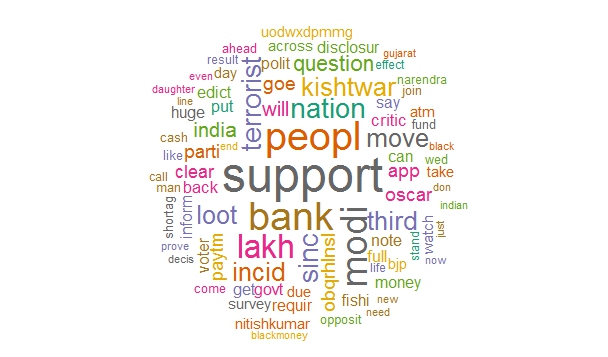 uodwxdpmmg
ahead across disclosur gujarat
result polit question effect
even day terrorist goe kishtwar narendra
daughter edict will nation say join
line huge put critic atm fund
cash india end peopl move black
like parti can wed
call clear support app take
man back oscar don
shortag inform loot bank modi third indian
prove lakh sinc note stand watch just
decis voter paytm incid obqrhlnsl full life bjp now
come get govt due money
survey requir fishi new need
nitishkumar opposit
blackmoney